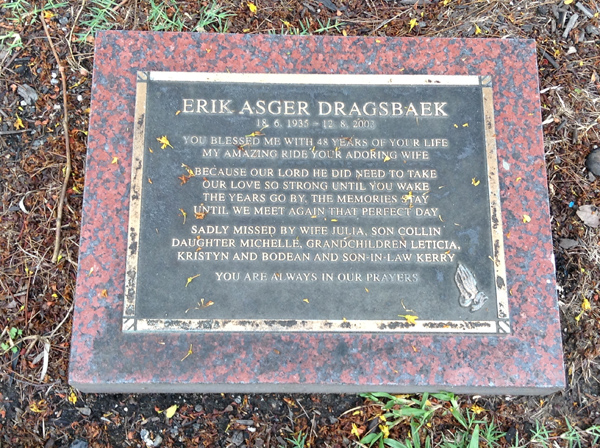 ERIK ASGER DRAGSBAEK
18. 6. 1935 – 12. 8. 2003
YOU BLESSED ME WITH 48 YEARS OF YOUR LIFE
MY AMAZING RIDE YOUR ADORING WIFE
BECAUSE OUR LORD HE DID NEED TO TAKE
OUR LOVE SO STRONG UNTIL YOU WAKE
THE YEARS GO BY, THE MEMORIES STAY
UNTIL WE MEET AGAIN THAT PERFECT DAY
SADLY MISSED BY WIFE JULIA, SON COLLIN
DAUGHTER MICHELLE, GRANDCHILDREN LETICIA,
KRISTYN AND BODEAN AND SON-IN-LAW KERRY
YOU ARE ALWAYS IN OUR PRAYERS